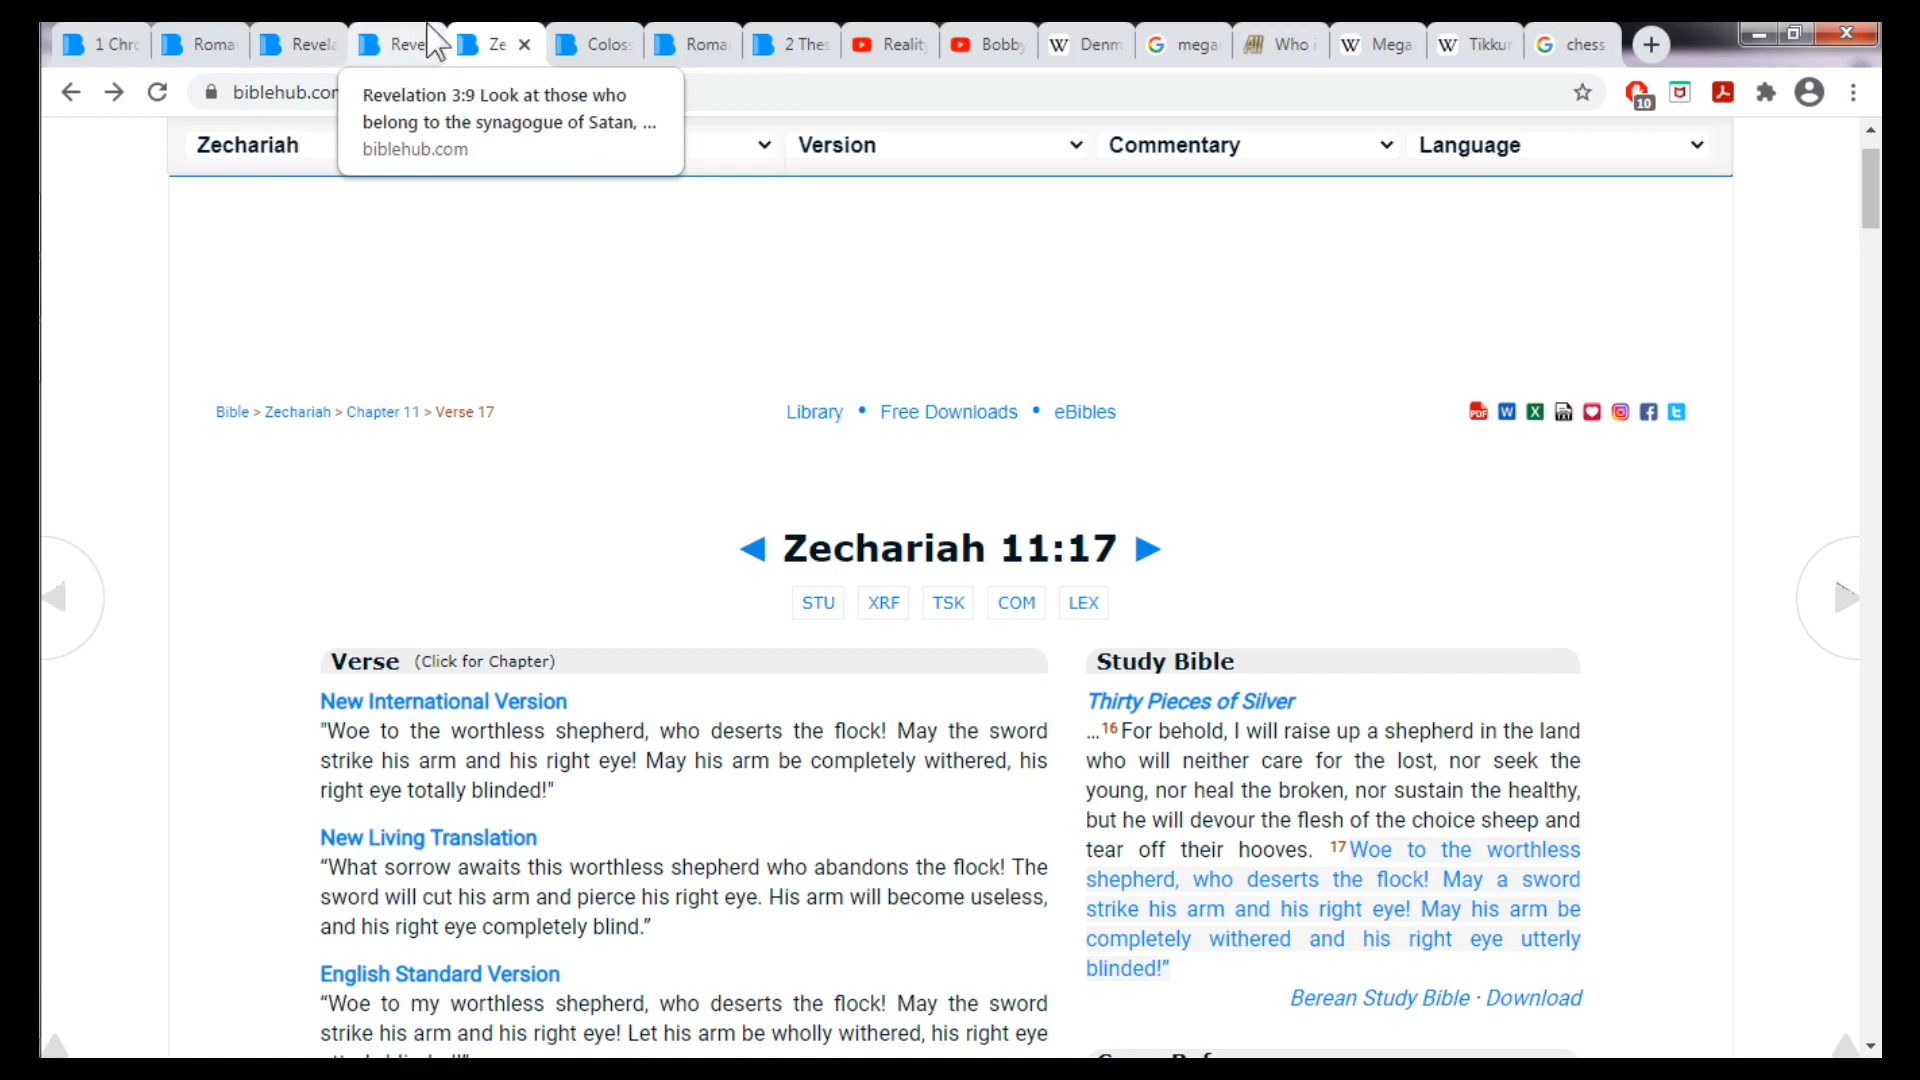 1 Chro
Roma
Revela
Reve
Ze
Colos
Roma
2 Thes
Reality
Bobby
Denm
mega
Who i
Mega
Tikkun
chess
biblehub.com
10
Revelation 3:9 Look at those who
belong to the synagogue of Satan, ...
biblehub.com
Zechariah
Version
Commentary
Language
Bible > Zechariah > Chapter 11 > Verse 17
Library • Free Downloads • eBibles
◄ Zechariah 11:17 ►
STU XRF TSK COM LEX
Verse (Click for Chapter)
New International Version
"Woe to the worthless shepherd, who deserts the flock! May the sword
strike his arm and his right eye! May his arm be completely withered, his
right eye totally blinded!"
New Living Translation
“What sorrow awaits this worthless shepherd who abandons the flock! The
sword will cut his arm and pierce his right eye. His arm will become useless,
and his right eye completely blind.”
English Standard Version
“Woe to my worthless shepherd, who deserts the flock! May the sword
strike his arm and his right eye! Let his arm be wholly withered, his right eye
Study Bible
Thirty Pieces of Silver
…16For behold, I will raise up a shepherd in the land
who will neither care for the lost, nor seek the
young, nor heal the broken, nor sustain the healthy,
but he will devour the flesh of the choice sheep and
tear off their hooves. 17Woe to the worthless
shepherd, who deserts the flock! May a sword
strike his arm and his right eye! May his arm be
completely withered and his right eye utterly
blinded!”
Berean Study Bible · Download